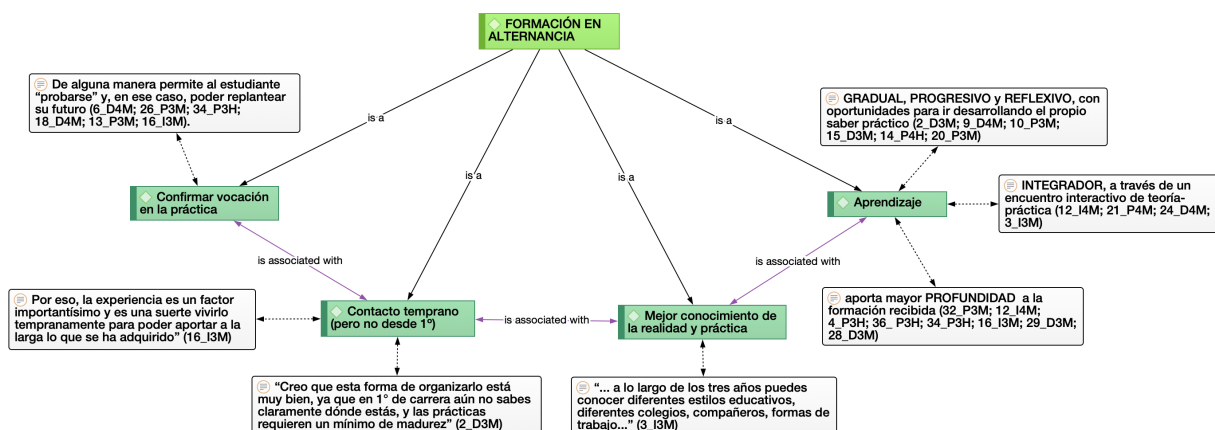 FORMACIÓN EN
ALTERNANCIA
De alguna manera permite al estudiante
“probarse” y, en ese caso, poder replantear
su futuro (6_D4M; 26_P3M; 34_P3H;
18_D4M; 13_P3M; 16_I3M).
GRADUAL, PROGRESIVO y REFLEXIVO, con
oportunidades para ir desarrollando el propio
saber práctico (2_D3M; 9_D4M; 10_P3M;
15_D3M; 14_P4H; 20_P3M)
is a
is a
is a
is a
Confirmar vocación
en la práctica
Aprendizaje
INTEGRADOR, a través de un
encuentro interactivo de teoría-
práctica (12_I4M; 21_P4M; 24_D4M;
3_I3M)
is associated with
is associated with
Por eso, la experiencia es un factor
importantísimo y es una suerte vivirlo
tempranamente para poder aportar a la
larga lo que se ha adquirido” (16_I3M)
Contacto temprano
(pero no desde 1º)
is associated with
Mejor conocimiento de
la realidad y práctica
aporta mayor PROFUNDIDAD a la
formación recibida (32_P3M; 12_I4M;
4_P3H; 36_ P3H; 34_P3H; 16_I3M; 29_D3M;
28_D3M)
“Creo que esta forma de organizarlo está
muy bien, ya que en 1° de carrera aún no sabes
claramente dónde estás, y las prácticas
requieren un mínimo de madurez” (2_D3M)
“... a lo largo de los tres años puedes
conocer diferentes estilos educativos,
diferentes colegios, compañeros, formas de
trabajo...” (3_I3M)